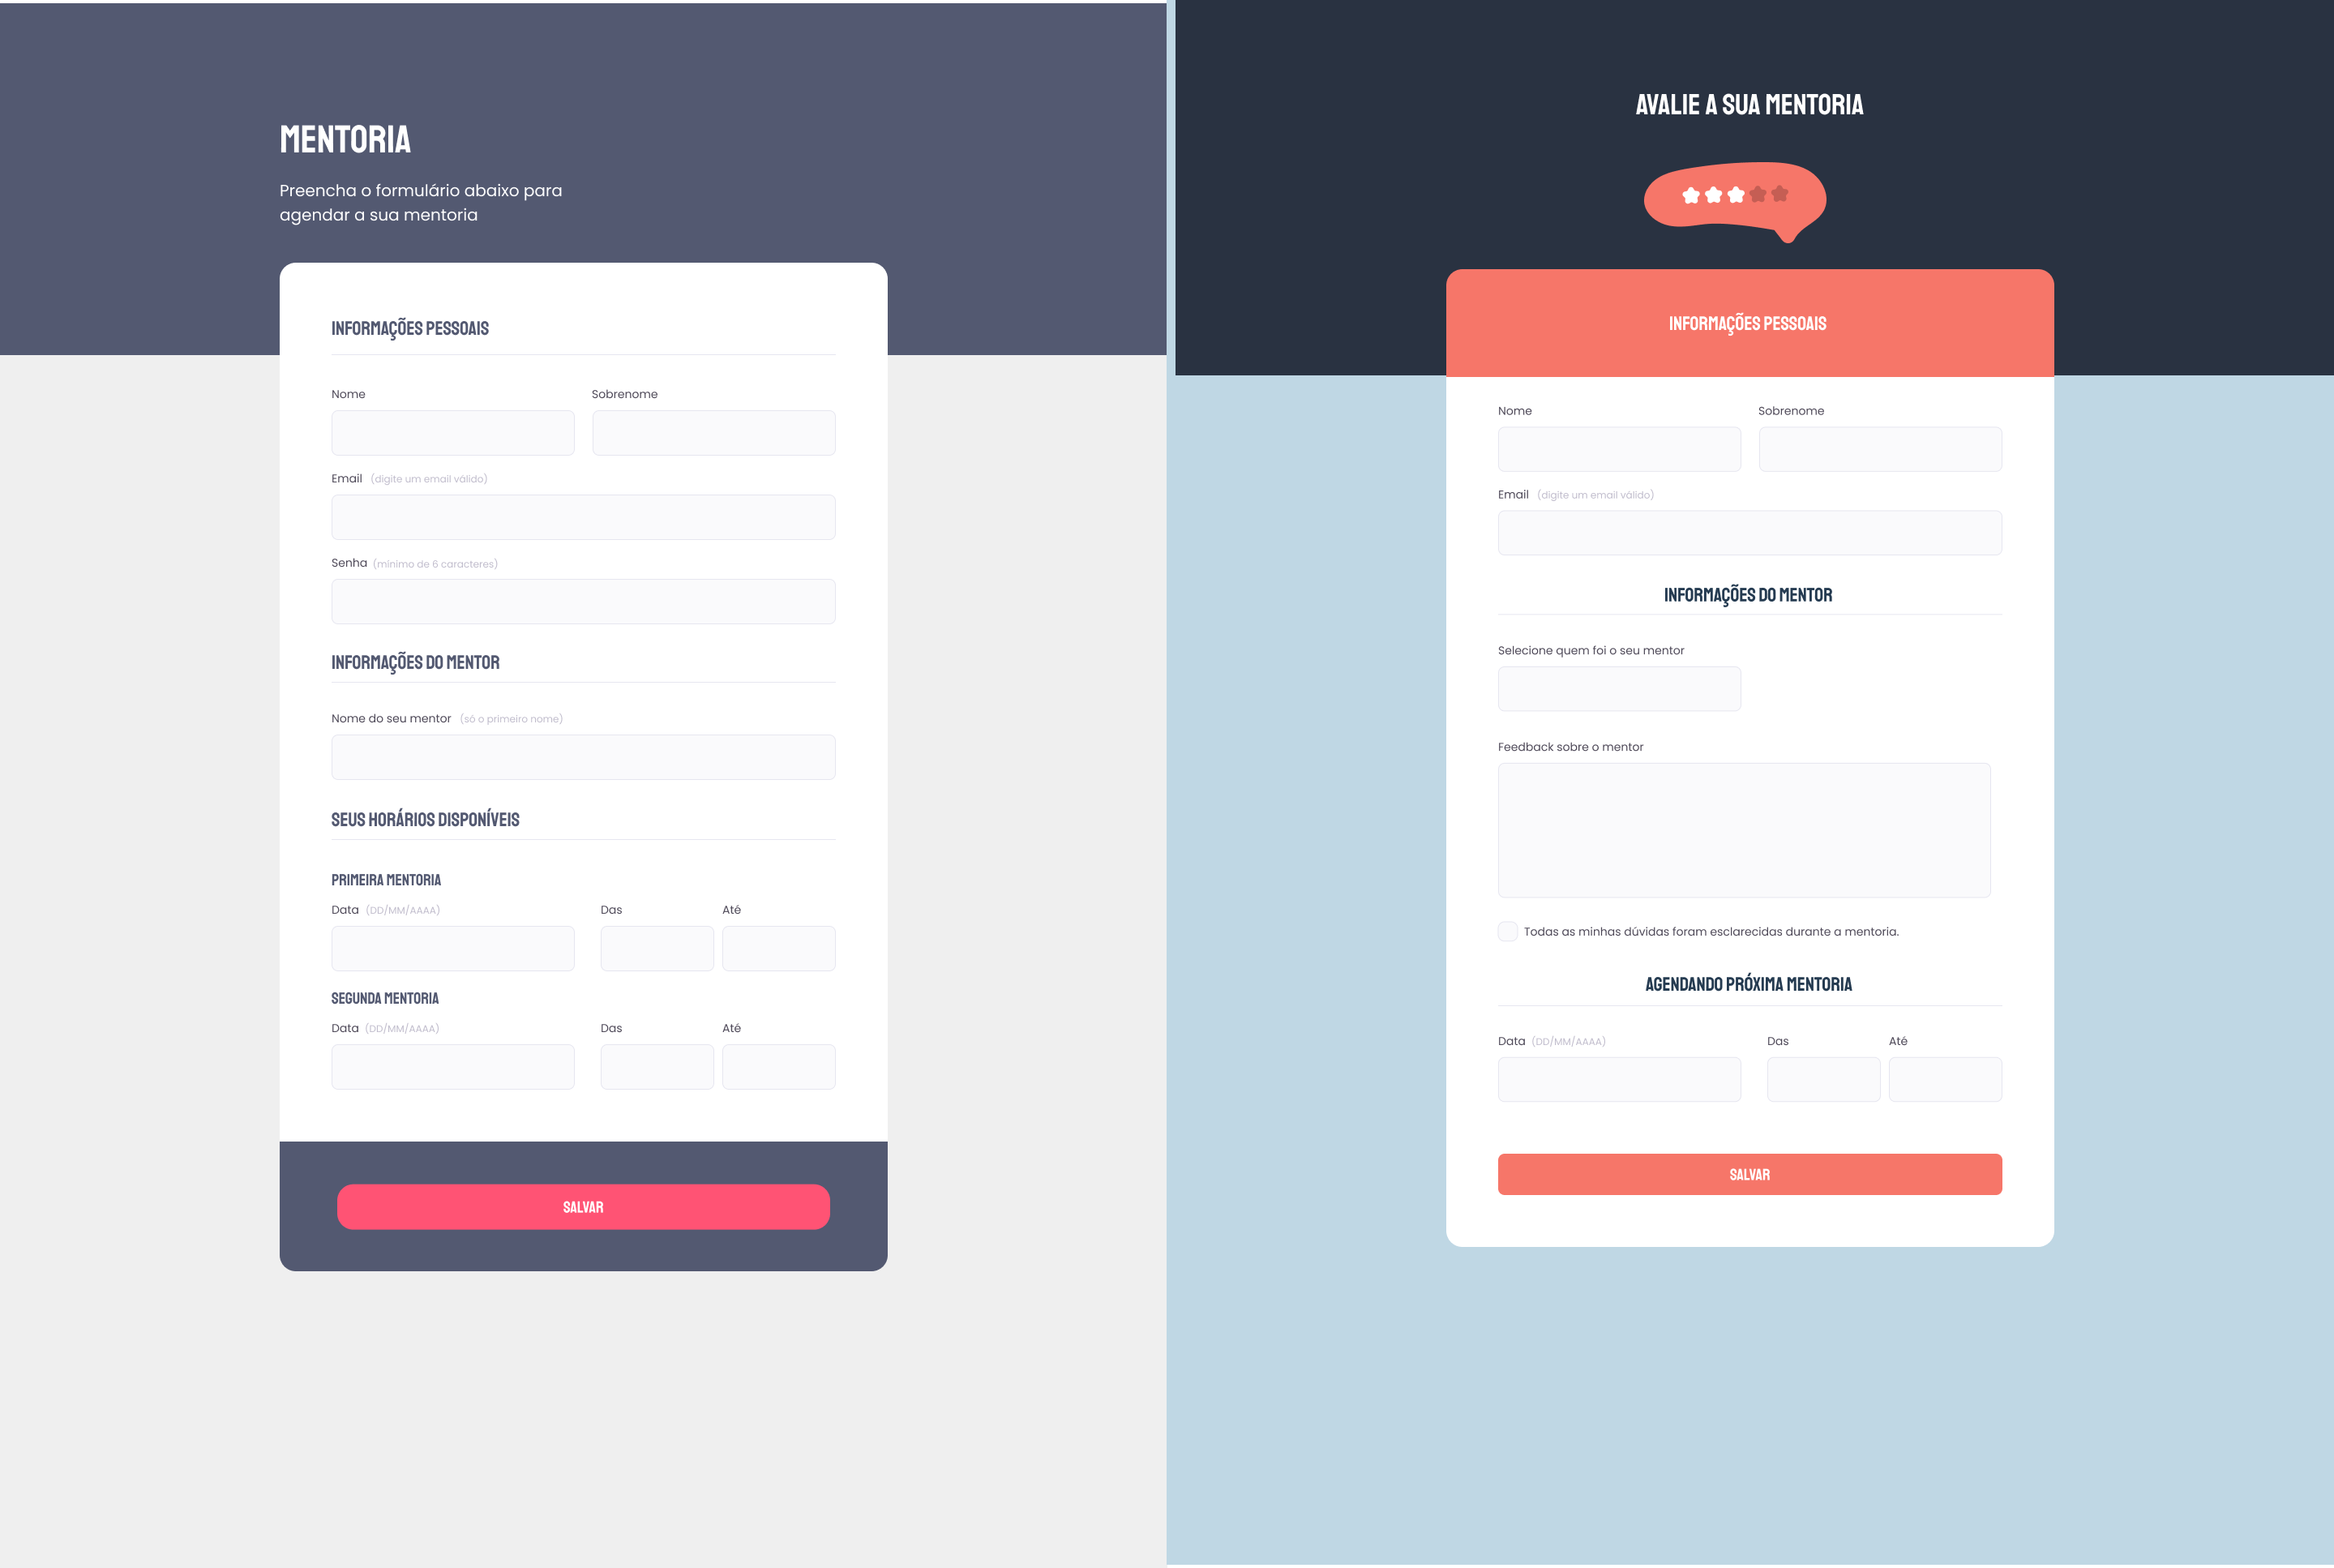 MENTORIA
Preencha o formulário abaixo para
agendar a sua mentoria
INFORMAÇÕES PESSOAIS
Nome Sobrenome
Email (digite um email válido)
Senha (mínimo de 6 caracteres)
INFORMAÇÕES DO MENTOR
Nome do seu mentor (só o primeiro nome)
SEUS HORÁRIOS DISPONÍVEIS
PRIMEIRA MENTORIA
Data (DD/MM/AAAA) Das Até
SEGUNDA MENTORIA
Data (DD/MM/AAAA) Das Até
SALVAR
AVALIE A SUA MENTORIA
INFORMAÇÕES PESSOAIS
Nome Sobrenome
Email (digite um email válido)
INFORMAÇÕES DO MENTOR
Selecione quem foi o seu mentor
Feedback sobre o mentor
Todas as minhas dúvidas foram esclarecidas durante a mentoria.
AGENDANDO PRÓXIMA MENTORIA
Data (DD/MM/AAAA) Das Até
SALVAR